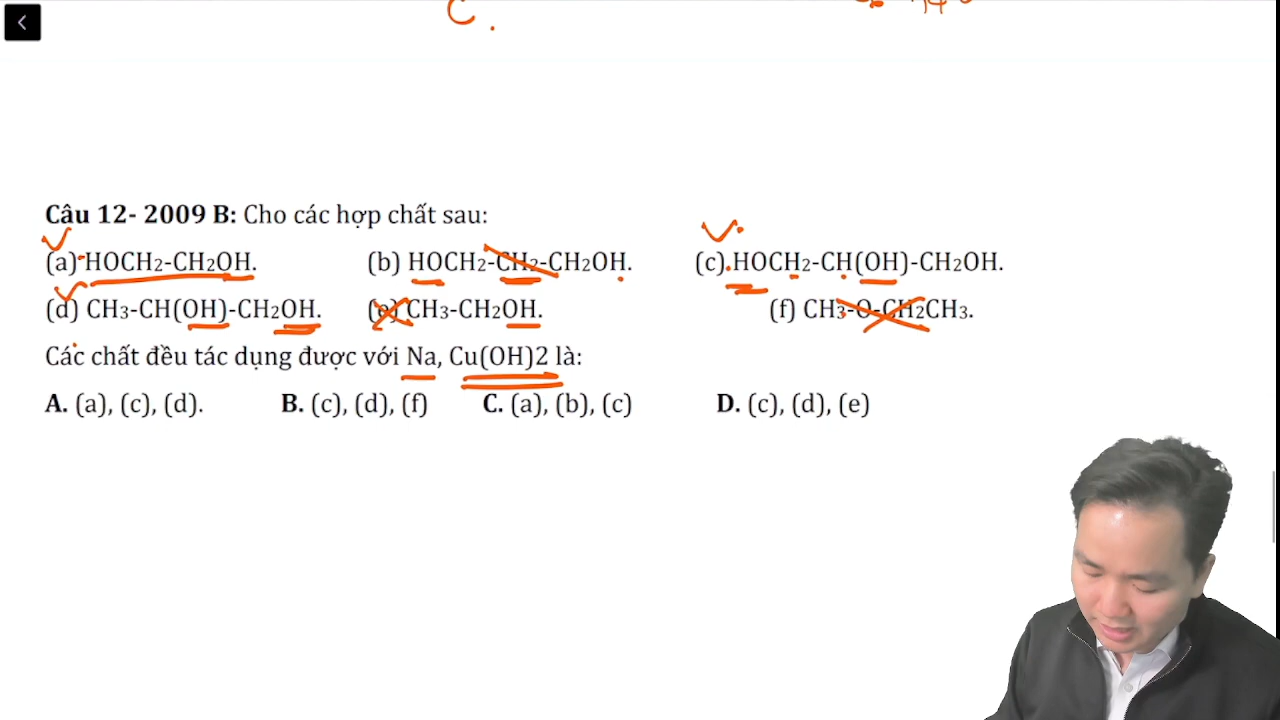 C.
Câu 12- 2009 B: Cho các hợp chất sau:
(a) HOCH2-CH2OH. (b) HOCH2-CH2-CH2OH. (c) HOCH2-CH(OH)-CH2OH.
(d) CH3-CH(OH)-CH2OH. (e) CH3-CH2OH. (f) CH3-O-CH2CH3.
Các chất đều tác dụng được với Na, Cu(OH)2 là:
A. (a), (c), (d). B. (c), (d), (f) C. (a), (b), (c) D. (c), (d), (e)